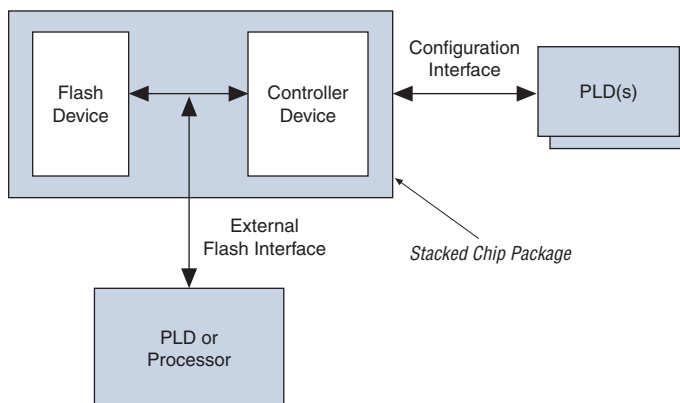 Flash
Device
Controller
Device
Configuration
Interface
PLD(s)
External
Flash Interface
Stacked Chip Package
PLD or
Processor